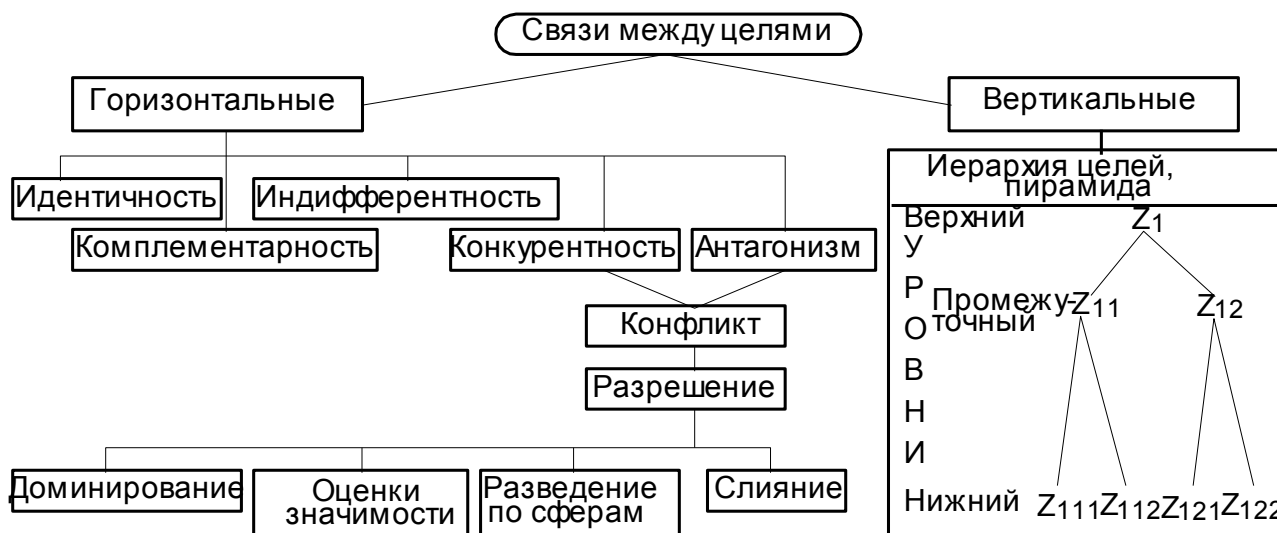 Связи между целями
Горизонтальные
Вертикальные
Идентичность
Индифферентность
Комплементарность
Конкурентность
Антагонизм
Конфликт
Разрешение
Доминирование
Оценки
значимости
Разведение
по сферам
Слияние
Иерархия целей,
пирамида
Верхний Z1
У
Р
О
В
Н
И
Промежу-
точный
Z11 Z12
Нижний Z111 Z112 Z121 Z122